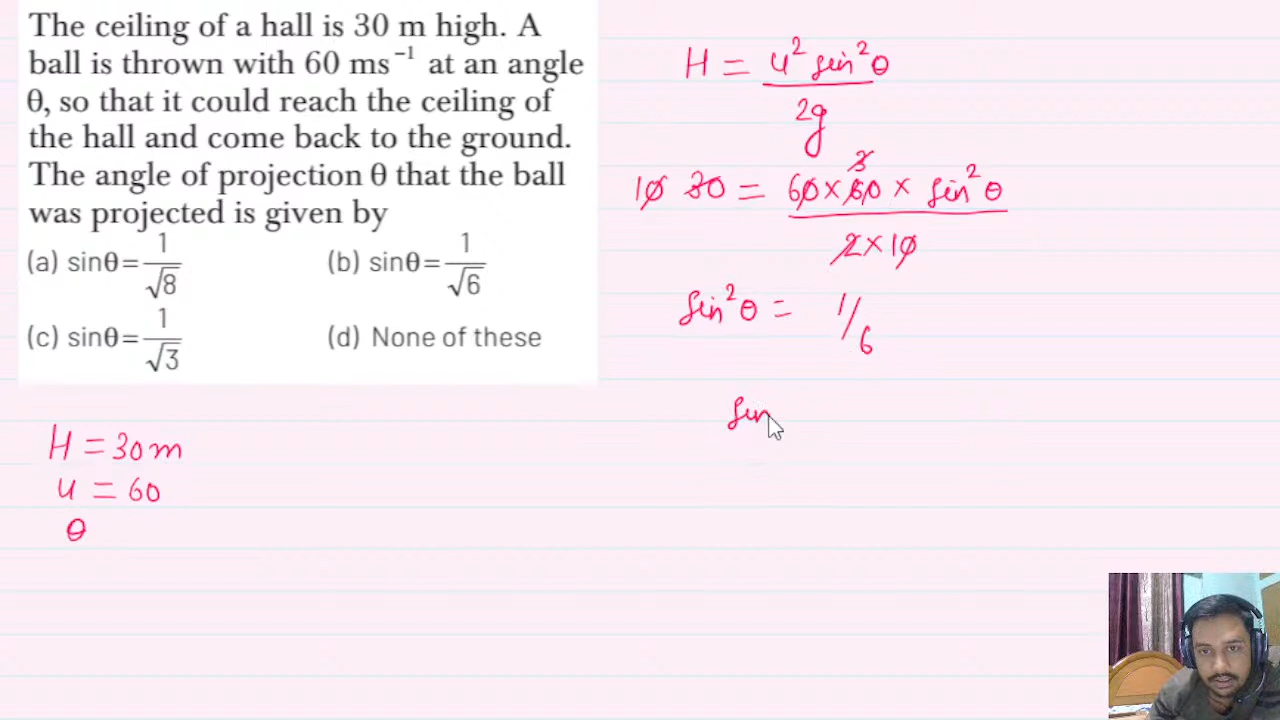 The ceiling of a hall is 30 m high. A
ball is thrown with 60 ms⁻¹ at an angle
θ, so that it could reach the ceiling of
the hall and come back to the ground.
The angle of projection θ that the ball
was projected is given by
(a) sinθ=1/√8 (b) sinθ=1/√6
(c) sinθ=1/√3 (d) None of these
H = 30m
u = 60
θ
H = u² sin²θ
2g
10 30 = 60 × 60 × sin²θ
3
2 × 10
sin²θ = 1/6
sin